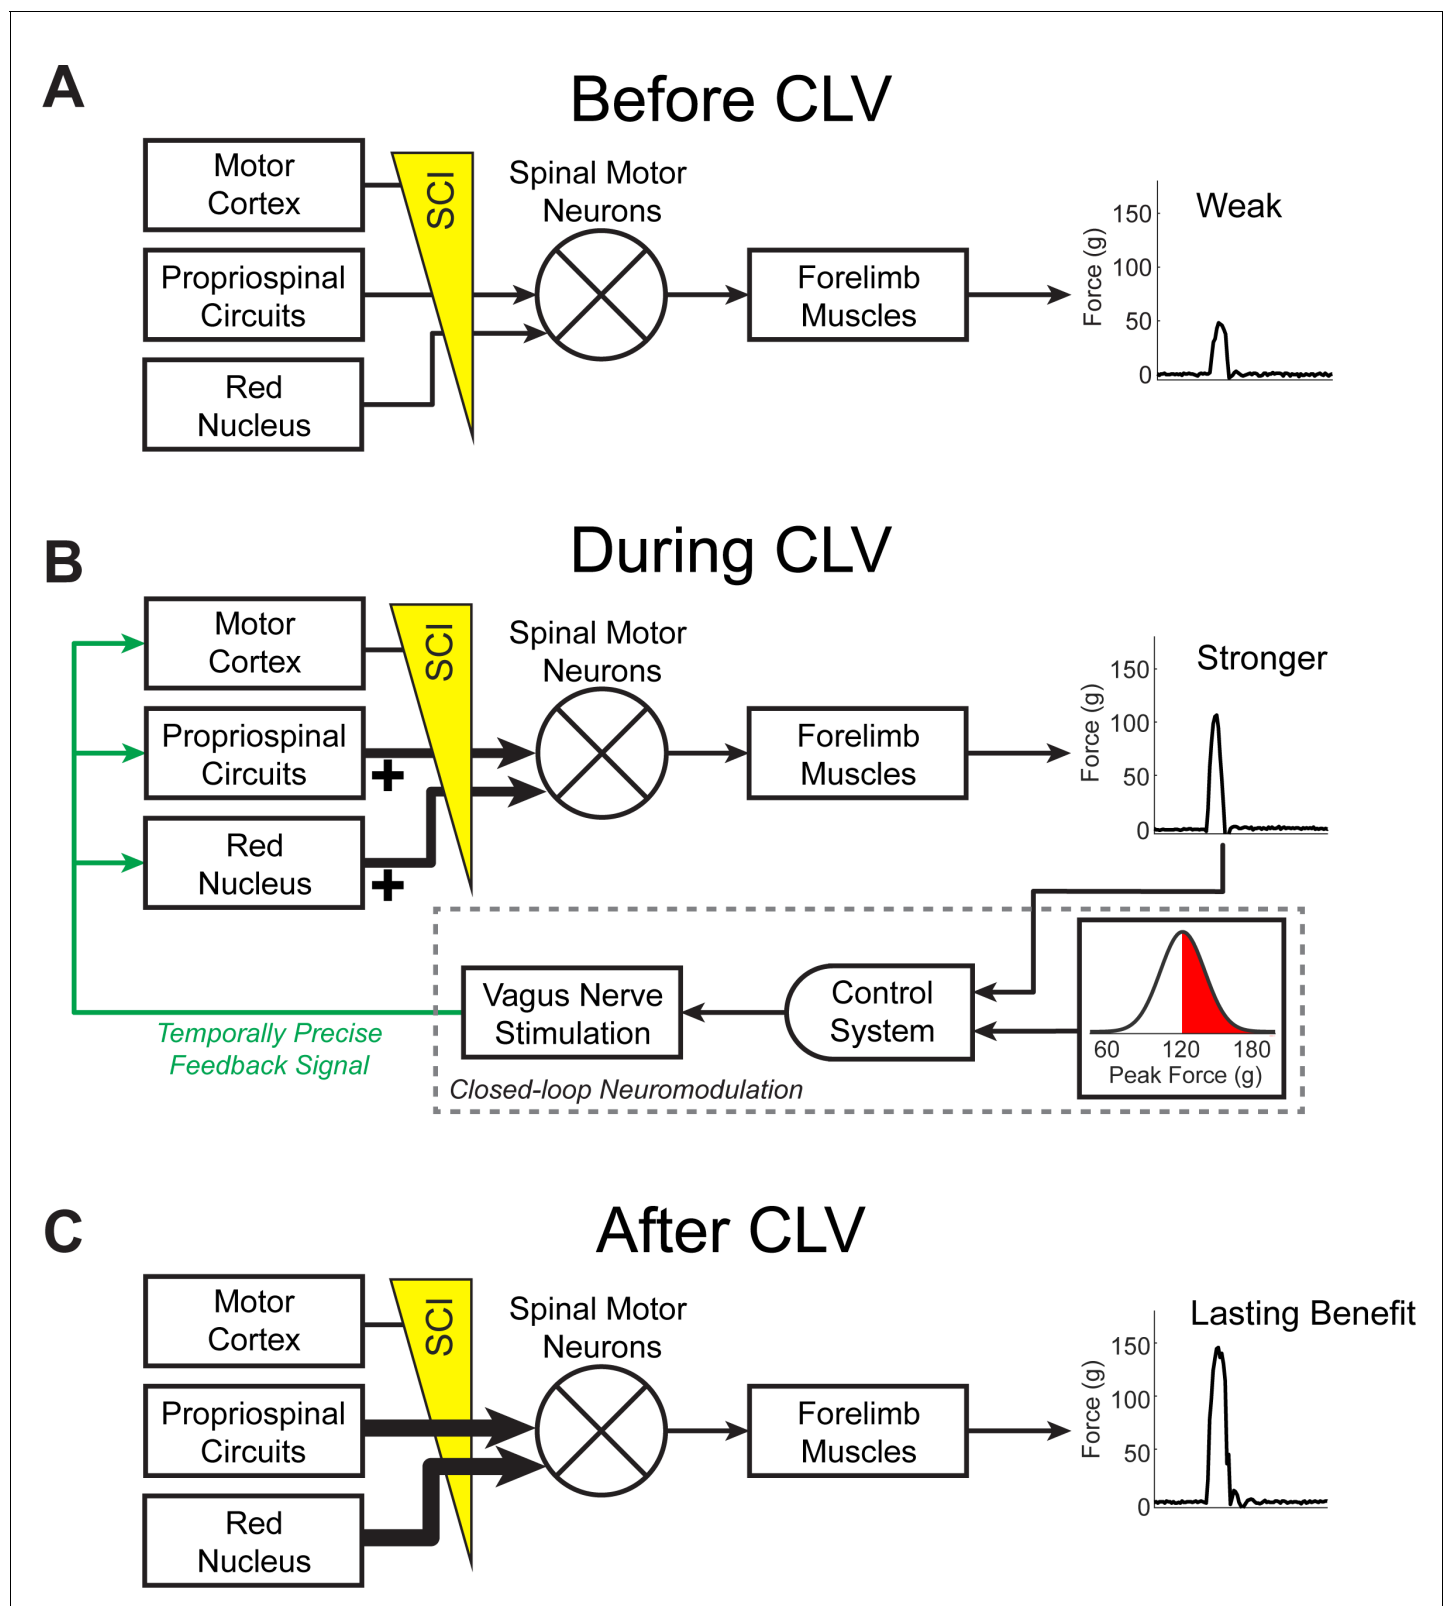 A
Before CLV
Motor
Cortex
Propriospinal
Circuits
Red
Nucleus
SCI
Spinal Motor
Neurons
Forelimb
Muscles
Weak
Force (g)
150
100
50
0
B
During CLV
Motor
Cortex
Propriospinal
Circuits
+
Red
Nucleus
+
SCI
Spinal Motor
Neurons
Forelimb
Muscles
Stronger
Force (g)
150
100
50
0
Vagus Nerve
Stimulation
Control
System
60 120 180
Peak Force (g)
Temporally Precise
Feedback Signal
Closed-loop Neuromodulation
C
After CLV
Motor
Cortex
Propriospinal
Circuits
Red
Nucleus
SCI
Spinal Motor
Neurons
Forelimb
Muscles
Lasting Benefit
Force (g)
150
100
50
0